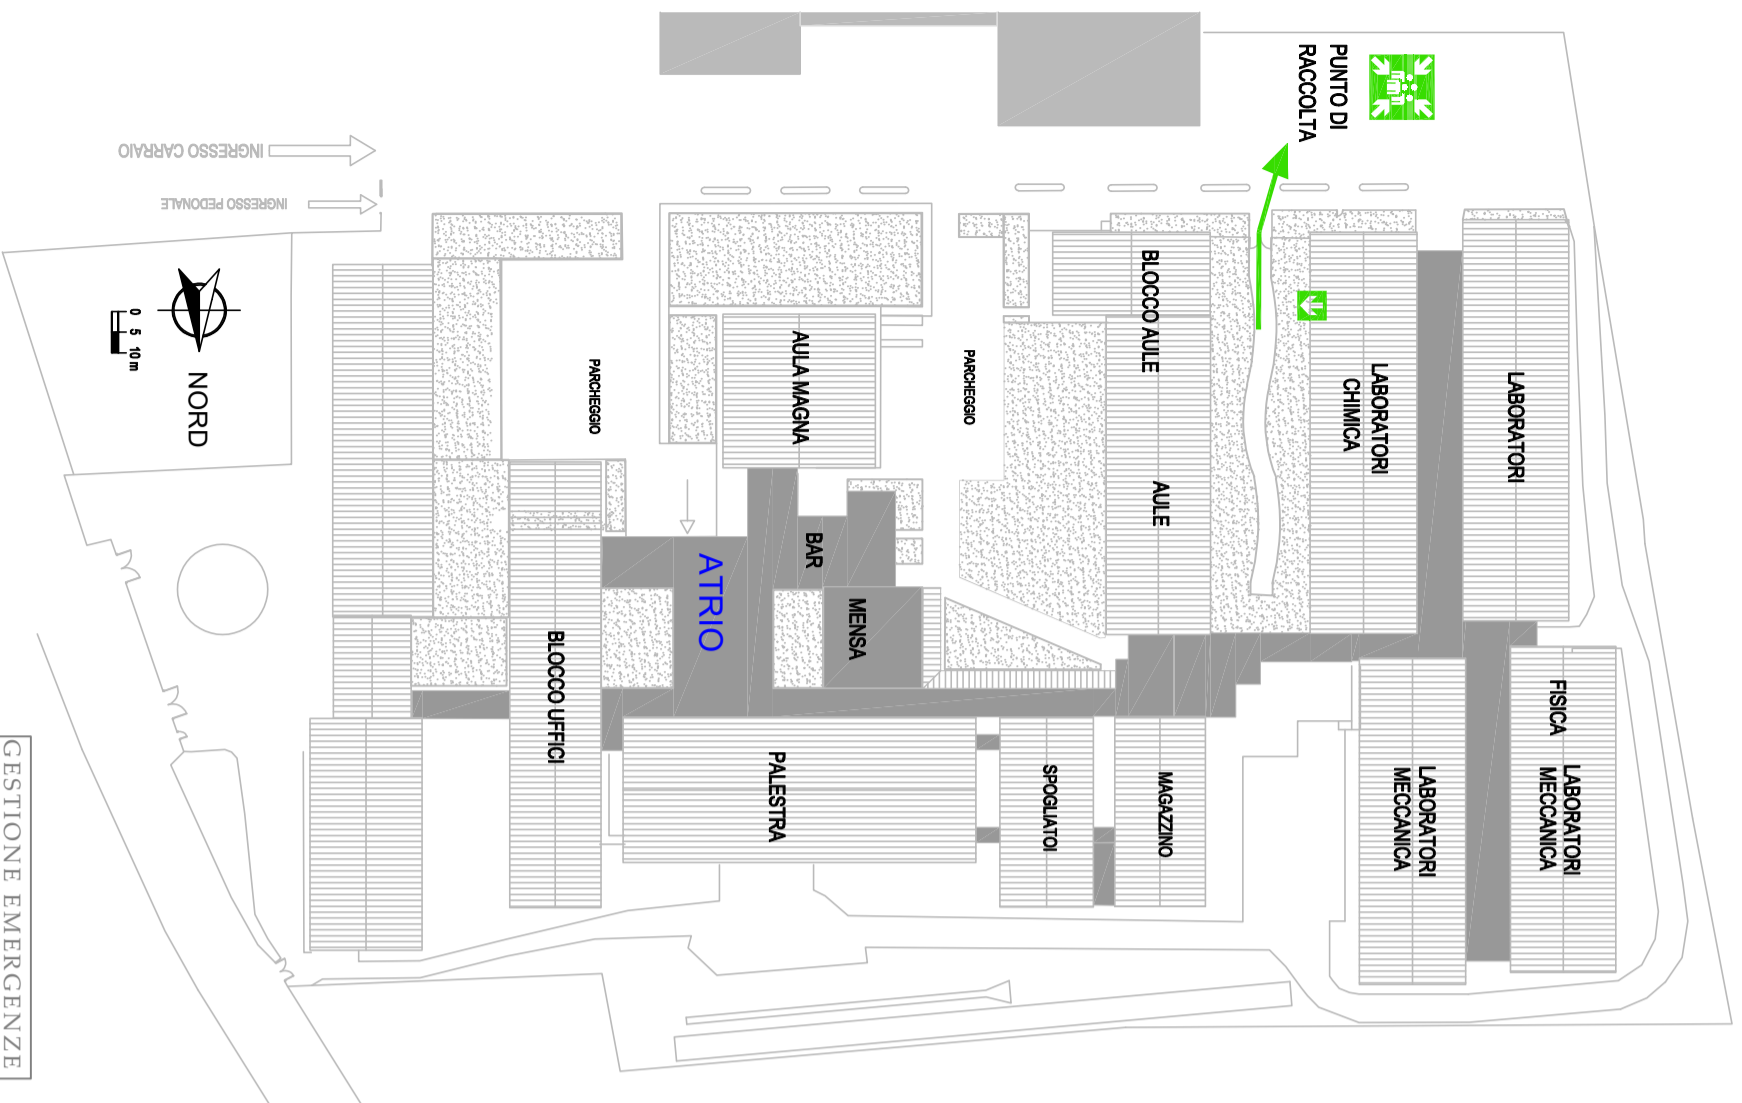 PUNTO DI
RACCOLTA
INGRESSO CARRAIO
INGRESSO PEDONALE
0 5 10 m
NORD
PARCHEGGIO
AULA MAGNA
PARCHEGGIO
BLOCCO AULE
AULE
LABORATORI
CHIMICA
LABORATORI
BAR
ATRIO
MENSA
BLOCCO UFFICI
PALESTRA
SPOGLIATOI
MAGAZZINO
LABORATORI
MECCANICA
FISICA
LABORATORI
MECCANICA
GESTIONE EMERGENZE